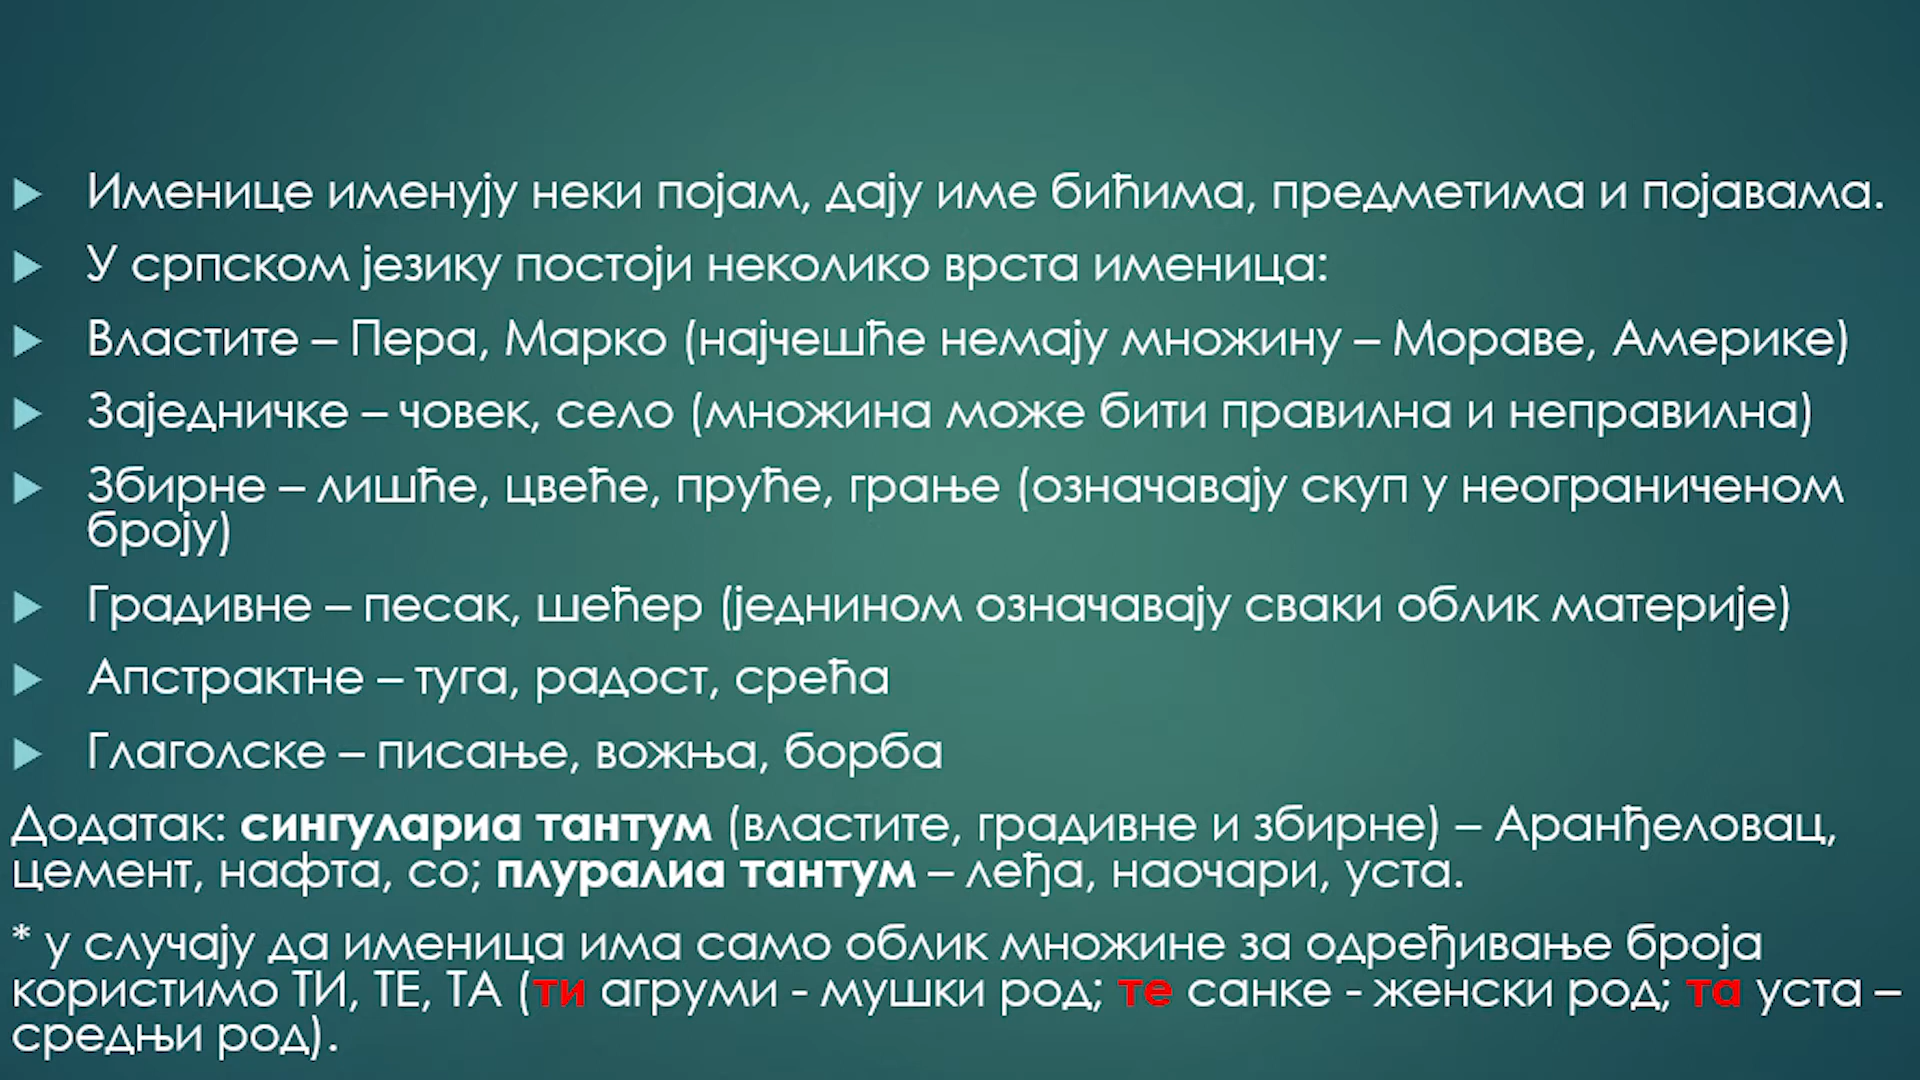 Именице именују неки појам, дају име бићима, предметима и појавама.
У српском језику постоји неколико врста именица:
Властите – Пера, Марко (најчешће немају множину – Мораве, Америке)
Заједничке – човек, село (множина може бити правилна и неправилна)
Збирне – лишће, цвеће, пруће, грање (означавају скуп у неограниченом
броју)
Градивне – песак, шећер (једнином означавају сваки облик материје)
Апстрактне – туга, радост, срећа
Глаголске – писање, вожња, борба
Додатак: сингулариа тантум (властите, градивне и збирне) – Аранђеловац,
цемент, нафта, со; плуралиа тантум – леђа, наочари, уста.
* у случају да именица има само облик множине за одређивање броја
користимо ТИ, ТЕ, ТА (ти агруми - мушки род; те санке - женски род; та уста –
средњи род).